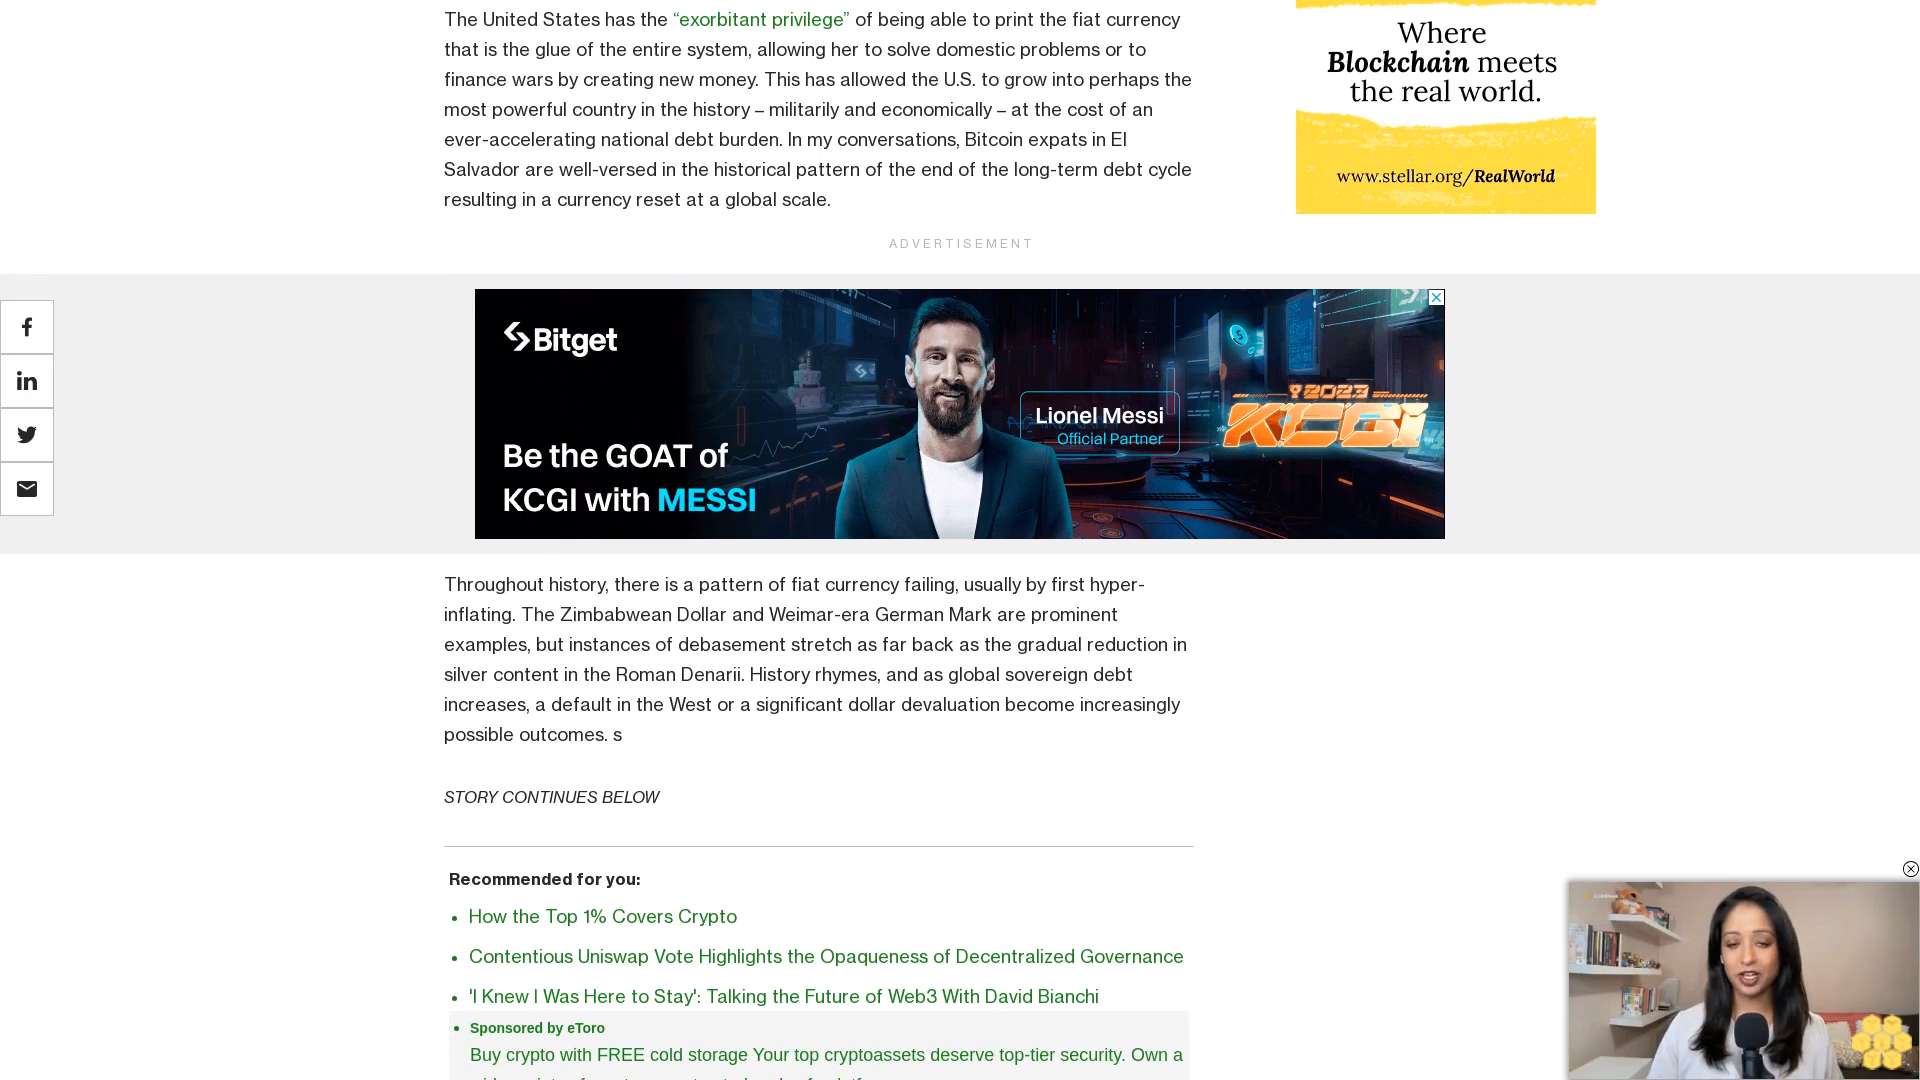 The United States has the “exorbitant privilege” of being able to print the fiat currency
that is the glue of the entire system, allowing her to solve domestic problems or to
finance wars by creating new money. This has allowed the U.S. to grow into perhaps the
most powerful country in the history – militarily and economically – at the cost of an
ever-accelerating national debt burden. In my conversations, Bitcoin expats in El
Salvador are well-versed in the historical pattern of the end of the long-term debt cycle
resulting in a currency reset at a global scale.
Where
Blockchain meets
the real world.
www.stellar.org/RealWorld
ADVERTISEMENT
Bitget
Be the GOAT of
KCGI with MESSI
Lionel Messi
Official Partner
Y2023
KCGI
Throughout history, there is a pattern of fiat currency failing, usually by first hyper-
inflating. The Zimbabwean Dollar and Weimar-era German Mark are prominent
examples, but instances of debasement stretch as far back as the gradual reduction in
silver content in the Roman Denarii. History rhymes, and as global sovereign debt
increases, a default in the West or a significant dollar devaluation become increasingly
possible outcomes. s
STORY CONTINUES BELOW
Recommended for you:
How the Top 1% Covers Crypto
Contentious Uniswap Vote Highlights the Opaqueness of Decentralized Governance
'I Knew I Was Here to Stay': Talking the Future of Web3 With David Bianchi
Sponsored by eToro
Buy crypto with FREE cold storage Your top cryptoassets deserve top-tier security. Own a